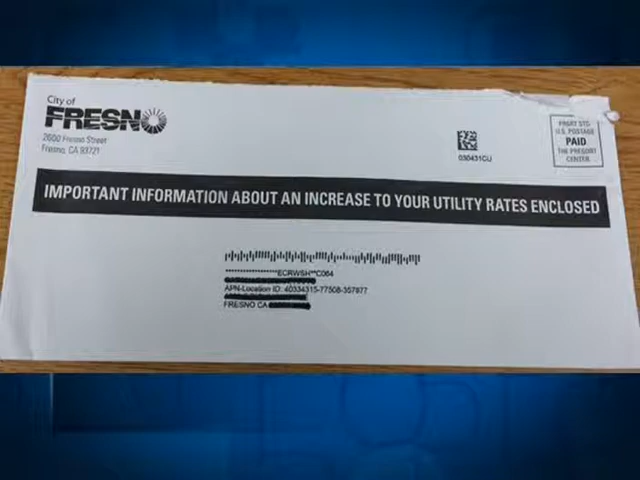 City of
FRESNO
2600 Fresno Street
Fresno, CA 93721
030431CU
PRSRT STD
U.S. POSTAGE
PAID
THE PRESORT
CENTER
IMPORTANT INFORMATION ABOUT AN INCREASE TO YOUR UTILITY RATES ENCLOSED
******************ECRWSH**C064
APN-Location ID: 40334315-77508-357877
FRESNO CA